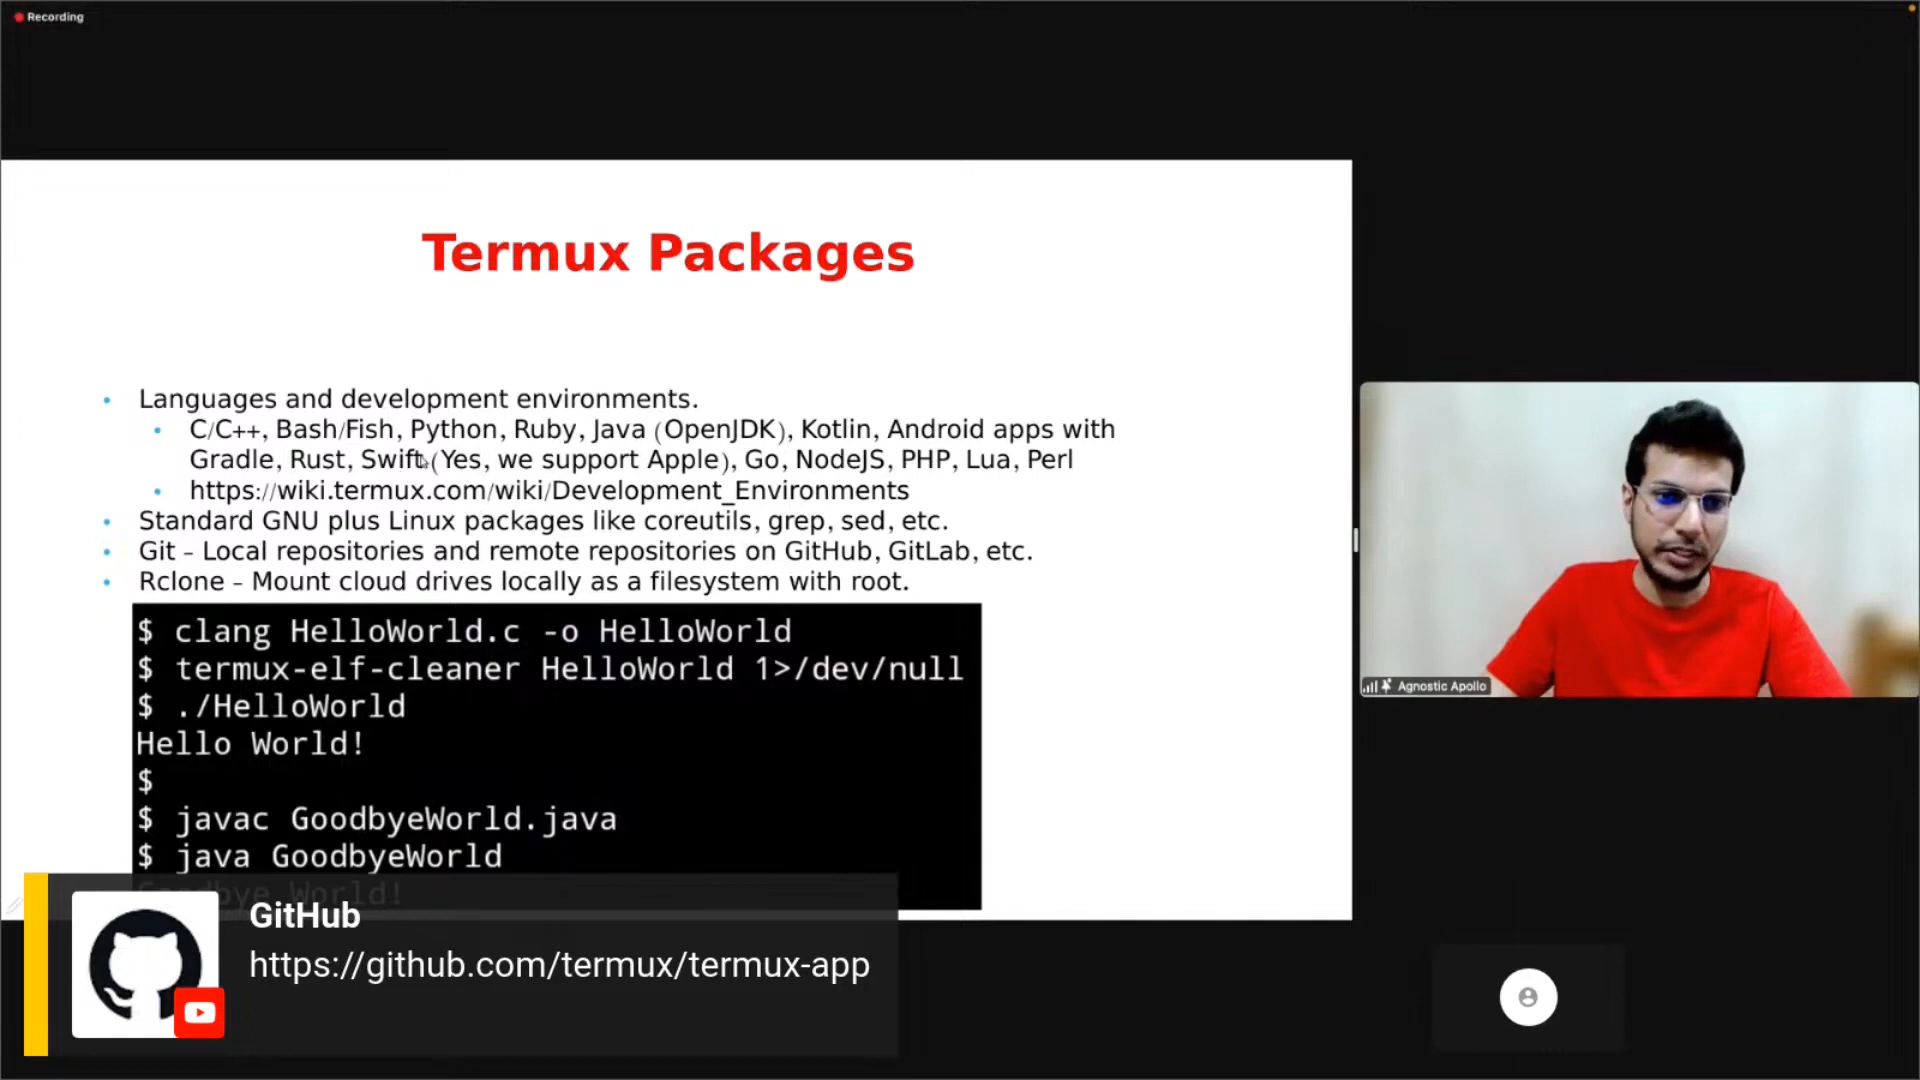 Recording
Termux Packages
• Languages and development environments.
• C/C++, Bash/Fish, Python, Ruby, Java (OpenJDK), Kotlin, Android apps with
Gradle, Rust, Swift (Yes, we support Apple), Go, NodeJS, PHP, Lua, Perl
• https://wiki.termux.com/wiki/Development_Environments
• Standard GNU plus Linux packages like coreutils, grep, sed, etc.
• Git – Local repositories and remote repositories on GitHub, GitLab, etc.
• Rclone – Mount cloud drives locally as a filesystem with root.
$ clang HelloWorld.c -o HelloWorld
$ termux-elf-cleaner HelloWorld 1>/dev/null
$ ./HelloWorld
Hello World!
$
$ javac GoodbyeWorld.java
$ java GoodbyeWorld
Goodbye World!
GitHub
https://github.com/termux/termux-app
Agnostic Apollo